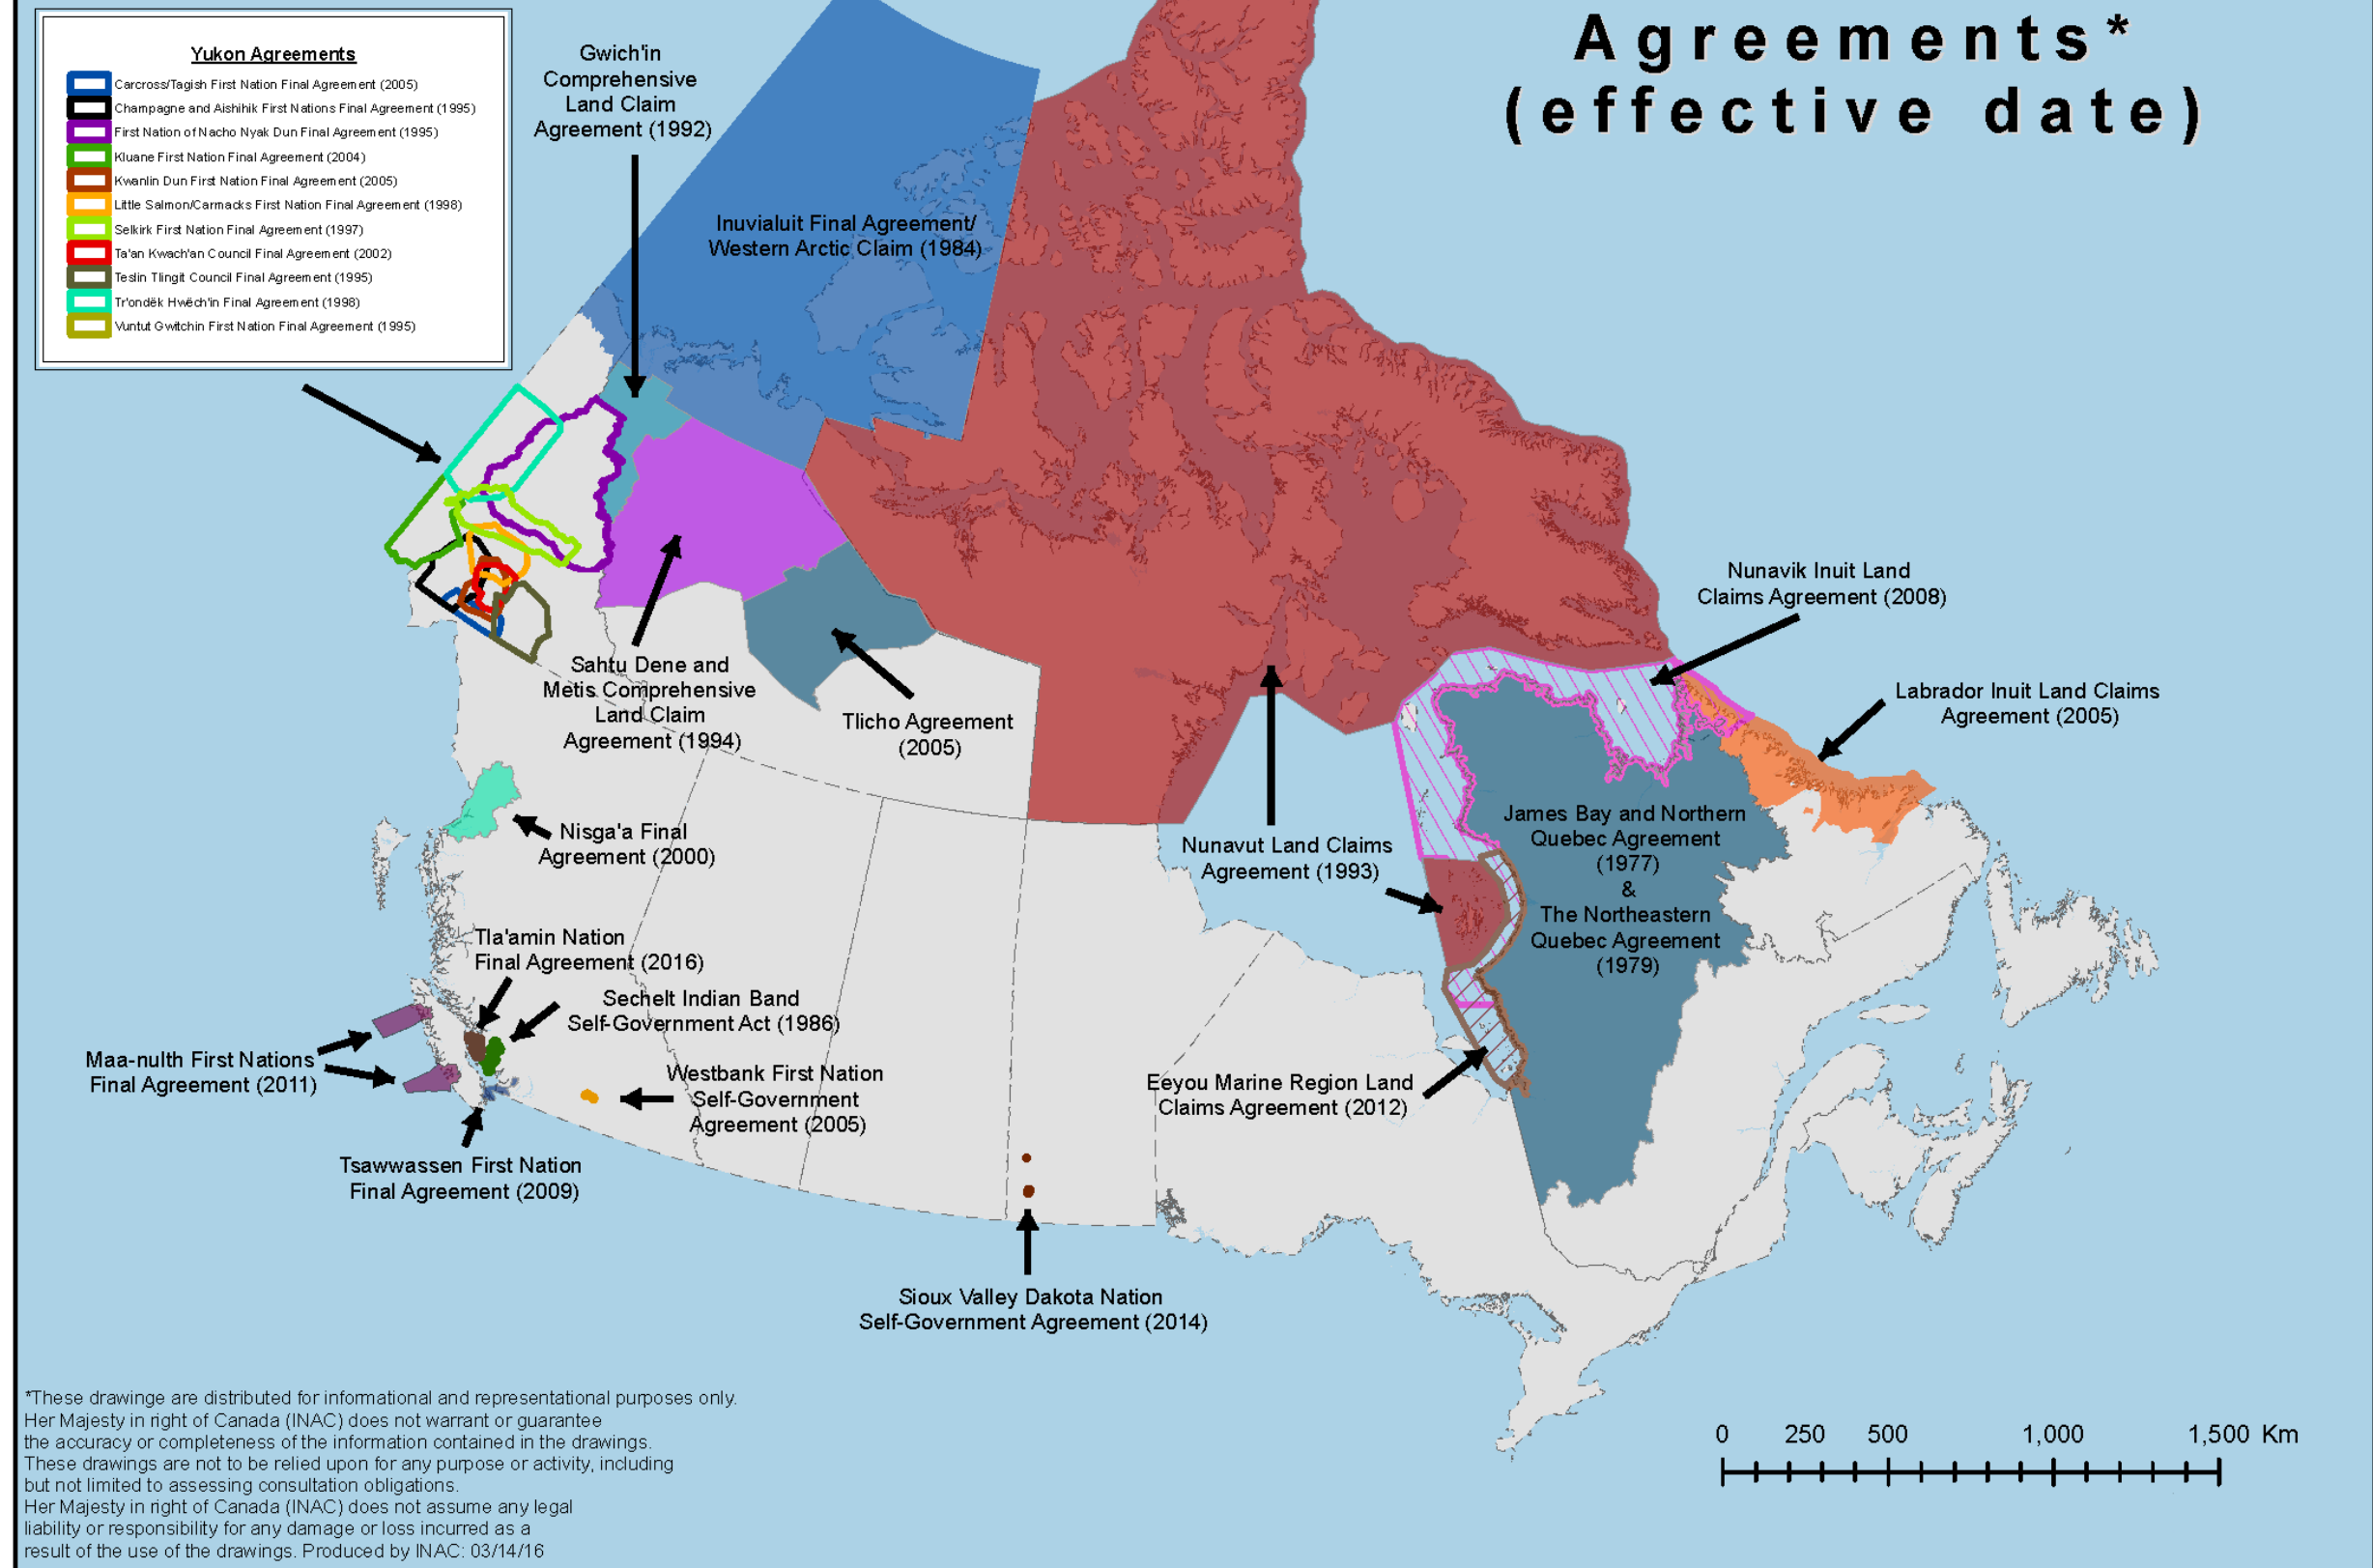 Agreements*
(effective date)
Yukon Agreements
Carcross/Tagish First Nation Final Agreement (2005)
Champagne and Aishihik First Nations Final Agreement (1995)
First Nation of Nacho Nyak Dun Final Agreement (1995)
Kluane First Nation Final Agreement (2004)
Kwanlin Dun First Nation Final Agreement (2005)
Little Salmon/Carmacks First Nation Final Agreement (1998)
Selkirk First Nation Final Agreement (1997)
Ta'an Kwach'an Council Final Agreement (2002)
Teslin Tlingit Council Final Agreement (1995)
Tr'ondëk Hwëch'in Final Agreement (1998)
Vuntut Gwitchin First Nation Final Agreement (1995)
Gwich'in
Comprehensive
Land Claim
Agreement (1992)
Inuvialuit Final Agreement/
Western Arctic Claim (1984)
Nunavik Inuit Land
Claims Agreement (2008)
Labrador Inuit Land Claims
Agreement (2005)
Sahtu Dene and
Metis Comprehensive
Land Claim
Agreement (1994)
Tlicho Agreement
(2005)
Nisga'a Final
Agreement (2000)
Nunavut Land Claims
Agreement (1993)
James Bay and Northern
Quebec Agreement
(1977)
&
The Northeastern
Quebec Agreement
(1979)
Tla'amin Nation
Final Agreement (2016)
Sechelt Indian Band
Self-Government Act (1986)
Maa-nulth First Nations
Final Agreement (2011)
Westbank First Nation
Self-Government
Agreement (2005)
Eeyou Marine Region Land
Claims Agreement (2012)
Tsawwassen First Nation
Final Agreement (2009)
Sioux Valley Dakota Nation
Self-Government Agreement (2014)
*These drawinge are distributed for informational and representational purposes only.
Her Majesty in right of Canada (INAC) does not warrant or guarantee
the accuracy or completeness of the information contained in the drawings.
These drawings are not to be relied upon for any purpose or activity, including
but not limited to assessing consultation obligations.
Her Majesty in right of Canada (INAC) does not assume any legal
liability or responsibility for any damage or loss incurred as a
result of the use of the drawings. Produced by INAC: 03/14/16
0 250 500 1,000 1,500 Km